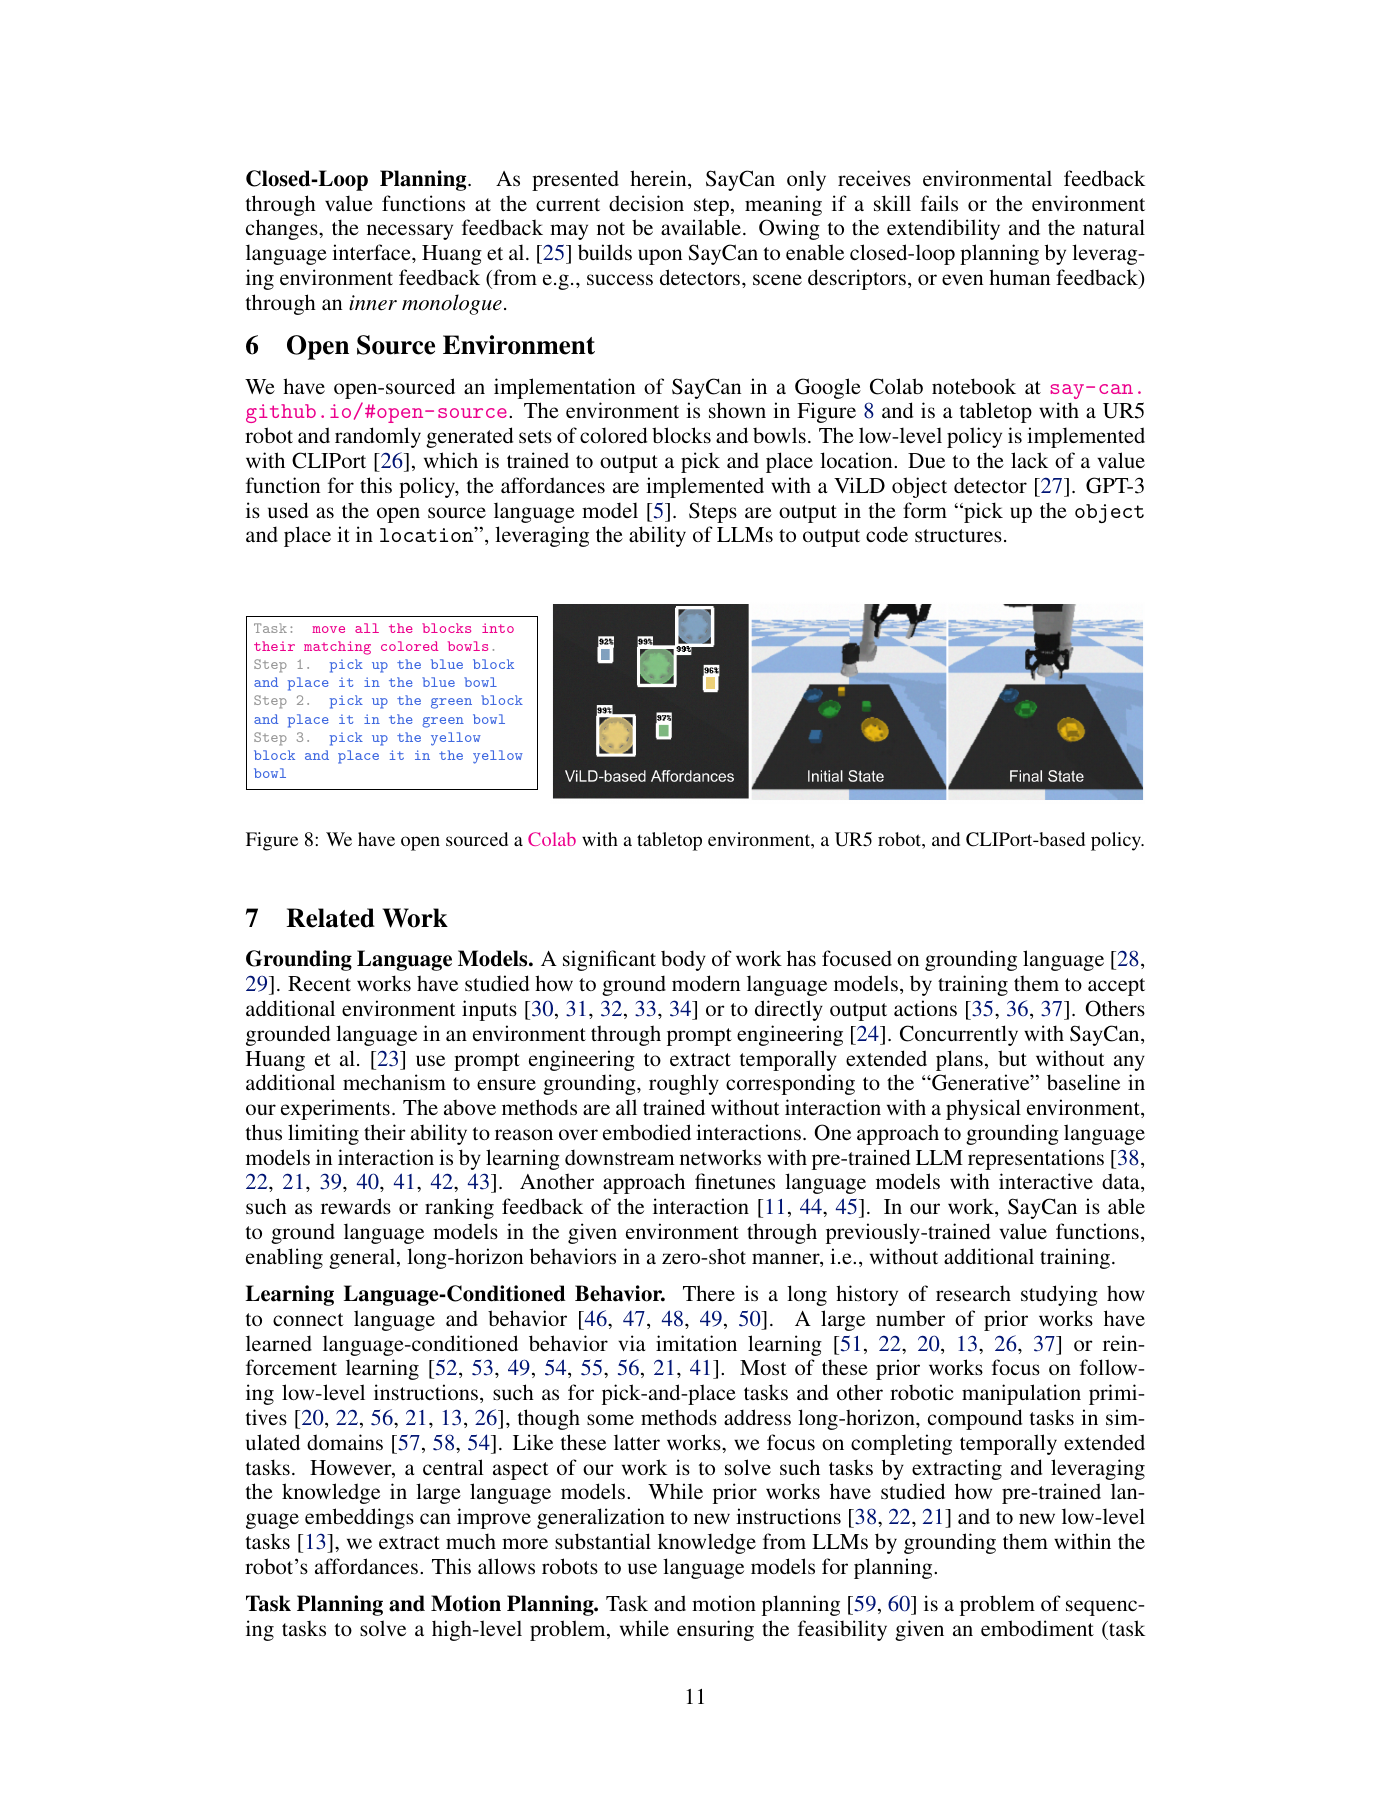 Closed-Loop Planning. As presented herein, SayCan only receives environmental feedback
through value functions at the current decision step, meaning if a skill fails or the environment
changes, the necessary feedback may not be available. Owing to the extendibility and the natural
language interface, Huang et al. [25] builds upon SayCan to enable closed-loop planning by leverag-
ing environment feedback (from e.g., success detectors, scene descriptors, or even human feedback)
through an inner monologue.
6 Open Source Environment
We have open-sourced an implementation of SayCan in a Google Colab notebook at say-can.
github.io/#open-source. The environment is shown in Figure 8 and is a tabletop with a UR5
robot and randomly generated sets of colored blocks and bowls. The low-level policy is implemented
with CLIPort [26], which is trained to output a pick and place location. Due to the lack of a value
function for this policy, the affordances are implemented with a ViLD object detector [27]. GPT-3
is used as the open source language model [5]. Steps are output in the form “pick up the object
and place it in location”, leveraging the ability of LLMs to output code structures.
Task: move all the blocks into
their matching colored bowls.
Step 1. pick up the blue block
and place it in the blue bowl
Step 2. pick up the green block
and place it in the green bowl
Step 3. pick up the yellow
block and place it in the yellow
bowl
92%
99%
99%
96%
99%
97%
ViLD-based Affordances
Initial State
Final State
Figure 8: We have open sourced a Colab with a tabletop environment, a UR5 robot, and CLIPort-based policy.
7 Related Work
Grounding Language Models. A significant body of work has focused on grounding language [28,
29]. Recent works have studied how to ground modern language models, by training them to accept
additional environment inputs [30, 31, 32, 33, 34] or to directly output actions [35, 36, 37]. Others
grounded language in an environment through prompt engineering [24]. Concurrently with SayCan,
Huang et al. [23] use prompt engineering to extract temporally extended plans, but without any
additional mechanism to ensure grounding, roughly corresponding to the “Generative” baseline in
our experiments. The above methods are all trained without interaction with a physical environment,
thus limiting their ability to reason over embodied interactions. One approach to grounding language
models in interaction is by learning downstream networks with pre-trained LLM representations [38,
22, 21, 39, 40, 41, 42, 43]. Another approach finetunes language models with interactive data,
such as rewards or ranking feedback of the interaction [11, 44, 45]. In our work, SayCan is able
to ground language models in the given environment through previously-trained value functions,
enabling general, long-horizon behaviors in a zero-shot manner, i.e., without additional training.
Learning Language-Conditioned Behavior. There is a long history of research studying how
to connect language and behavior [46, 47, 48, 49, 50]. A large number of prior works have
learned language-conditioned behavior via imitation learning [51, 22, 20, 13, 26, 37] or rein-
forcement learning [52, 53, 49, 54, 55, 56, 21, 41]. Most of these prior works focus on follow-
ing low-level instructions, such as for pick-and-place tasks and other robotic manipulation primi-
tives [20, 22, 56, 21, 13, 26], though some methods address long-horizon, compound tasks in sim-
ulated domains [57, 58, 54]. Like these latter works, we focus on completing temporally extended
tasks. However, a central aspect of our work is to solve such tasks by extracting and leveraging
the knowledge in large language models. While prior works have studied how pre-trained lan-
guage embeddings can improve generalization to new instructions [38, 22, 21] and to new low-level
tasks [13], we extract much more substantial knowledge from LLMs by grounding them within the
robot’s affordances. This allows robots to use language models for planning.
Task Planning and Motion Planning. Task and motion planning [59, 60] is a problem of sequenc-
ing tasks to solve a high-level problem, while ensuring the feasibility given an embodiment (task
11